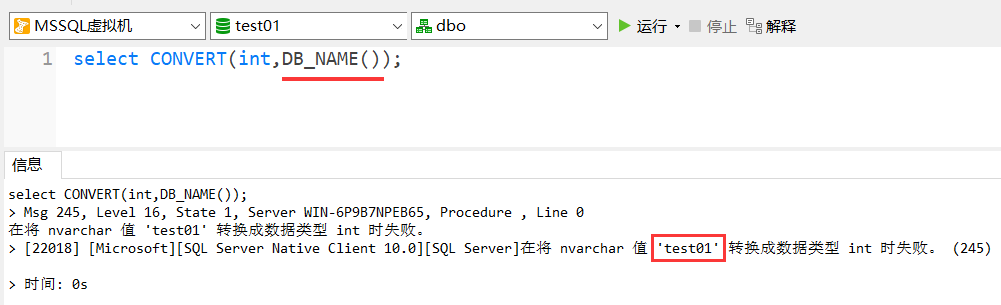 MSSQL虚拟机 test01 dbo 运行 停止 解释
1 select CONVERT(int,DB_NAME());
信息
select CONVERT(int,DB_NAME());
> Msg 245, Level 16, State 1, Server WIN-6P9B7NPEB65, Procedure , Line 0
在将 nvarchar 值 'test01' 转换成数据类型 int 时失败。
> [22018] [Microsoft][SQL Server Native Client 10.0][SQL Server]在将 nvarchar 值 'test01' 转换成数据类型 int 时失败。 (245)
> 时间: 0s